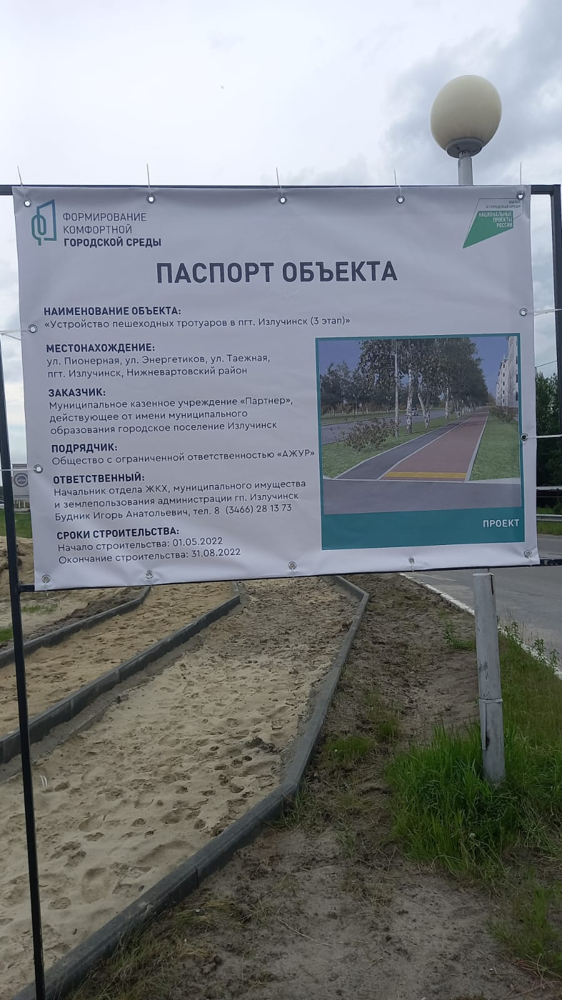 ФОРМИРОВАНИЕ
КОМФОРТНОЙ
ГОРОДСКОЙ СРЕДЫ
ЖИЛЬЕ
И ГОРОДСКАЯ СРЕДА
НАЦИОНАЛЬНЫЕ
ПРОЕКТЫ
РОССИИ
ПАСПОРТ ОБЪЕКТА
НАИМЕНОВАНИЕ ОБЪЕКТА:
«Устройство пешеходных тротуаров в пгт. Излучинск (3 этап)»
МЕСТОНАХОЖДЕНИЕ:
ул. Пионерная, ул. Энергетиков, ул. Таежная,
пгт. Излучинск, Нижневартовский район
ЗАКАЗЧИК:
Муниципальное казенное учреждение «Партнер»,
действующее от имени муниципального
образования городское поселение Излучинск
ПОДРЯДЧИК:
Общество с ограниченной ответственностью «АЖУР»
ОТВЕТСТВЕННЫЙ:
Начальник отдела ЖКХ, муниципального имущества
и землепользования администрации гп. Излучинск
Будник Игорь Анатольевич, тел. 8 (3466) 28 13 73
СРОКИ СТРОИТЕЛЬСТВА:
Начало строительства: 01.05.2022
Окончание строительства: 31.08.2022
ПРОЕКТ